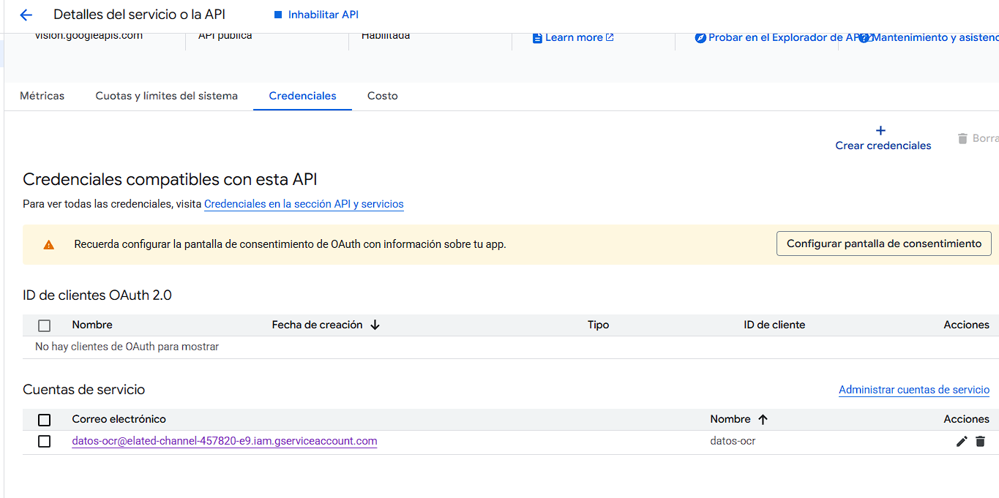 Detalles del servicio o la API
Inhabilitar API
vision.googleapis.com
API pública
Habilitada
Learn more
Probar en el Explorador de AP
Mantenimiento y asistenc
Métricas
Cuotas y límites del sistema
Credenciales
Costo
+
Crear credenciales
Borra
Credenciales compatibles con esta API
Para ver todas las credenciales, visita Credenciales en la sección API y servicios
Recuerda configurar la pantalla de consentimiento de OAuth con información sobre tu app.
Configurar pantalla de consentimiento
ID de clientes OAuth 2.0
Nombre
Fecha de creación
Tipo
ID de cliente
Acciones
No hay clientes de OAuth para mostrar
Cuentas de servicio
Administrar cuentas de servicio
Correo electrónico
Nombre
Acciones
datos-ocr@elated-channel-457820-e9.iam.gserviceaccount.com
datos-ocr